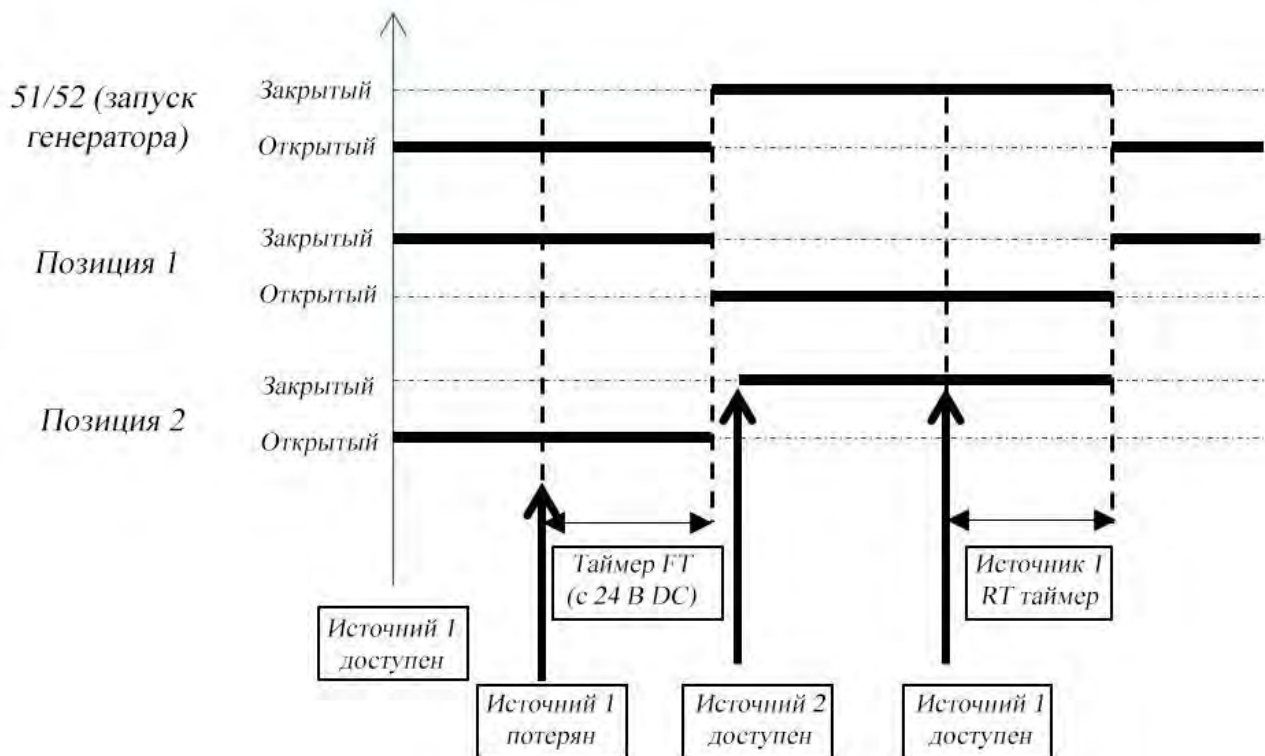 51/52 (запуск
генератора)
Закрытый
Открытый
Позиция 1
Закрытый
Открытый
Позиция 2
Закрытый
Открытый
Таймер FT
(с 24 В DC)
Источник 1
RT таймер
Источний 1
доступен
Источний 1
потерян
Источний 2
доступен
Источний 1
доступен